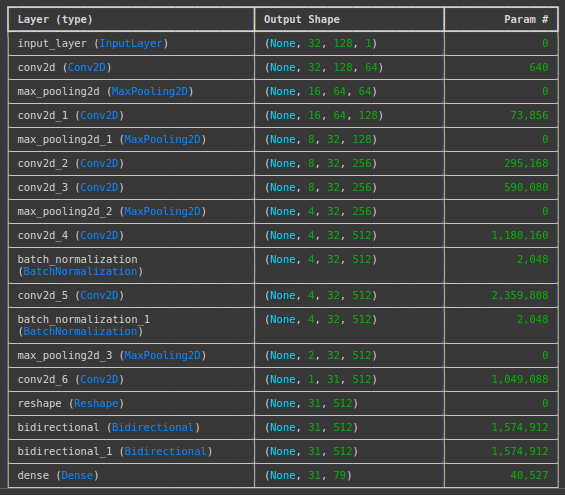 Layer (type) Output Shape Param #
input_layer (InputLayer) (None, 32, 128, 1) 0
conv2d (Conv2D) (None, 32, 128, 64) 640
max_pooling2d (MaxPooling2D) (None, 16, 64, 64) 0
conv2d_1 (Conv2D) (None, 16, 64, 128) 73,856
max_pooling2d_1 (MaxPooling2D) (None, 8, 32, 128) 0
conv2d_2 (Conv2D) (None, 8, 32, 256) 295,168
conv2d_3 (Conv2D) (None, 8, 32, 256) 590,080
max_pooling2d_2 (MaxPooling2D) (None, 4, 32, 256) 0
conv2d_4 (Conv2D) (None, 4, 32, 512) 1,180,160
batch_normalization (None, 4, 32, 512) 2,048
(BatchNormalization)
conv2d_5 (Conv2D) (None, 4, 32, 512) 2,359,808
batch_normalization_1 (None, 4, 32, 512) 2,048
(BatchNormalization)
max_pooling2d_3 (MaxPooling2D) (None, 2, 32, 512) 0
conv2d_6 (Conv2D) (None, 1, 31, 512) 1,049,088
reshape (Reshape) (None, 31, 512) 0
bidirectional (Bidirectional) (None, 31, 512) 1,574,912
bidirectional_1 (Bidirectional) (None, 31, 512) 1,574,912
dense (Dense) (None, 31, 79) 40,527